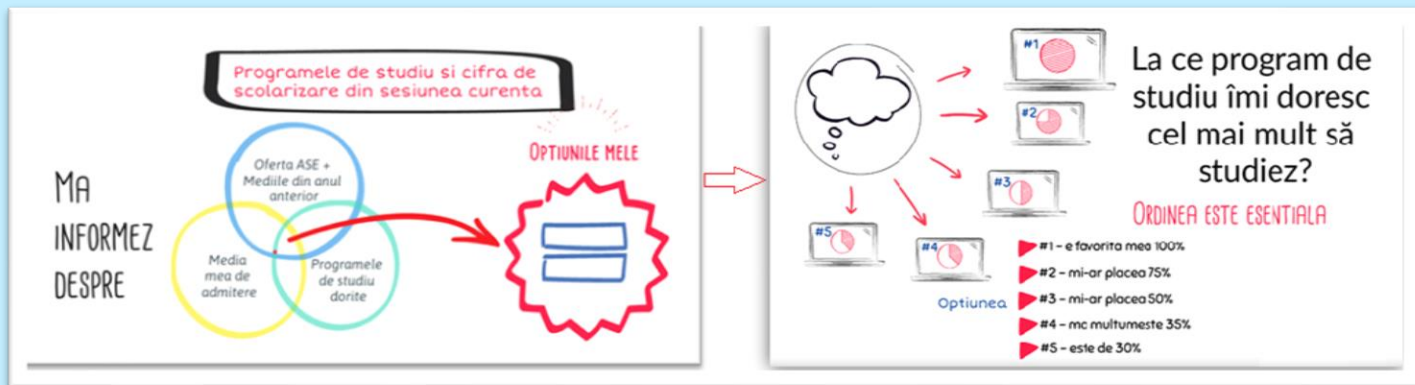 Programele de studiu si cifra de
scolarizare din sesiunea curenta
MA
INFORMEZ
DESPRE
Oferta ASE +
Mediile din anul
anterior
Media
mea de
admitere
Programele
de studiu
dorite
OPTIUNILE MELE
#1
#2
#3
#4
#5
La ce program de
studiu îmi doresc
cel mai mult să
studiez?
ORDINEA ESTE ESENTIALA
Optiunea
#1 - e favorita mea 100%
#2 - mi-ar placea 75%
#3 - mi-ar placea 50%
#4 - ma multumeste 35%
#5 - este de 30%